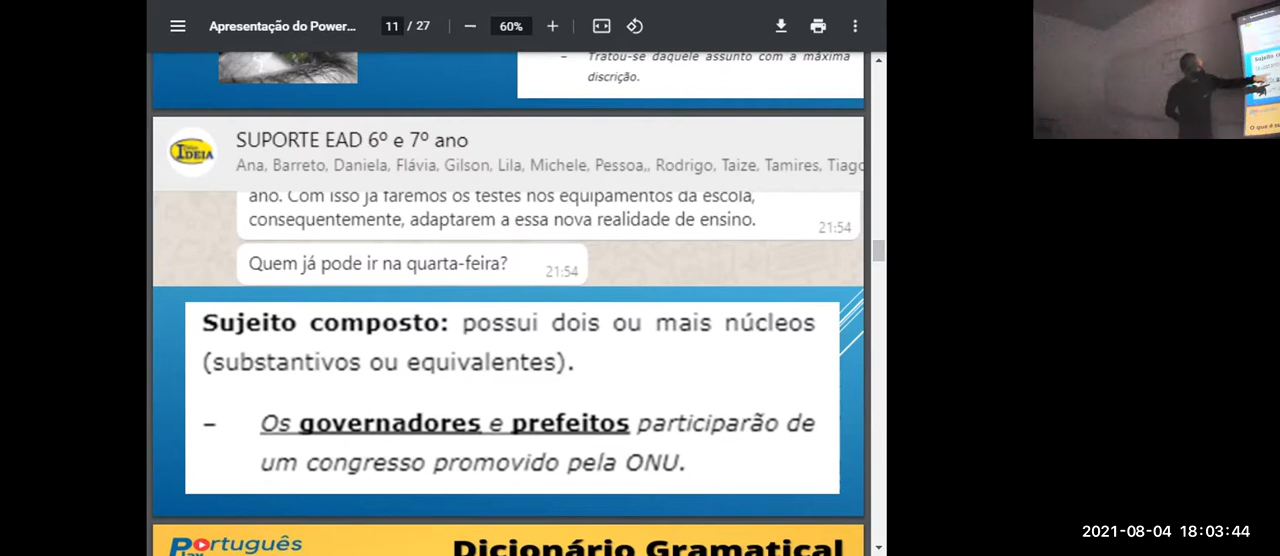 Apresentação do Power... 11 / 27 60%
– Tratou-se daquele assunto com a máxima
discrição.
IDEIA
SUPORTE EAD 6º e 7º ano
Ana, Barreto, Daniela, Flávia, Gilson, Lila, Michele, Pessoa,, Rodrigo, Taize, Tamires, Tiago
ano. Com isso já faremos os testes nos equipamentos da escola,
consequentemente, adaptarem a essa nova realidade de ensino.
21:54
Quem já pode ir na quarta-feira? 21:54
Sujeito composto: possui dois ou mais núcleos
(substantivos ou equivalentes).
– Os governadores e prefeitos participarão de
um congresso promovido pela ONU.
Português
Dicionário Gramatical
Sujeito
O que é
2021-08-04 18:03:44